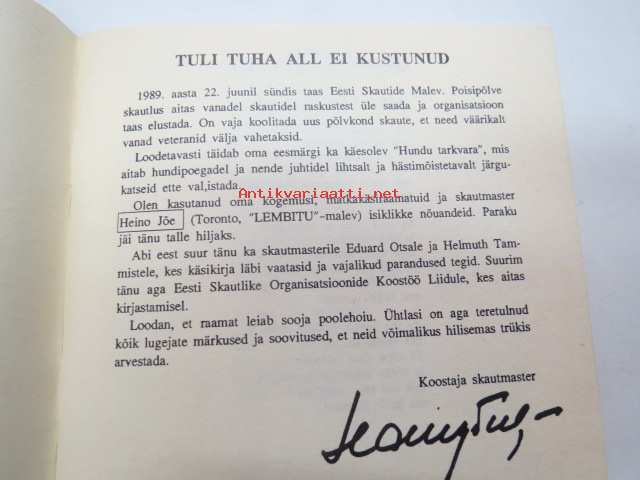 TULI TUHA ALL EI KUSTUNUD
1989. aasta 22. juunil sündis taas Eesti Skautide Malev. Poisipõlve
skautlus aitas vanadel skautidel raskustest üle saada ja organisatsioon
taas elustada. On vaja koolitada uus põlvkond skaute, et need väärikalt
vanad veteranid välja vahetaksid.
Loodetavasti täidab oma eesmärgi ka käesolev "Hundu tarkvara", mis
aitab hundipoegadel ja nende juhtidel lihtsalt ja hästimõistetavalt järgu-
katseid ette val,istada.
Antikvariaatti.net
Olen kasutanud oma kogemusi, matkakäsiraamatuid ja skautmaster
Heino Jõe (Toronto, "LEMBITU"-malev) isiklikke nõuandeid. Paraku
jäi tänu talle hiljaks.
Abi eest suur tänu ka skautmasterile Eduard Otsale ja Helmuth Tam-
mistele, kes käsikirja läbi vaatasid ja vajalikud parandused tegid. Suurim
tänu aga Eesti Skautlike Organisatsioonide Koostöö Liidule, kes aitas
kirjastamisel.
Loodan, et raamat leiab sooja poolehoiu. Ühtlasi on aga teretulnud
kõik lugejate märkused ja soovitused, et neid võimalikus hilisemas trükis
arvestada.
Koostaja skautmaster